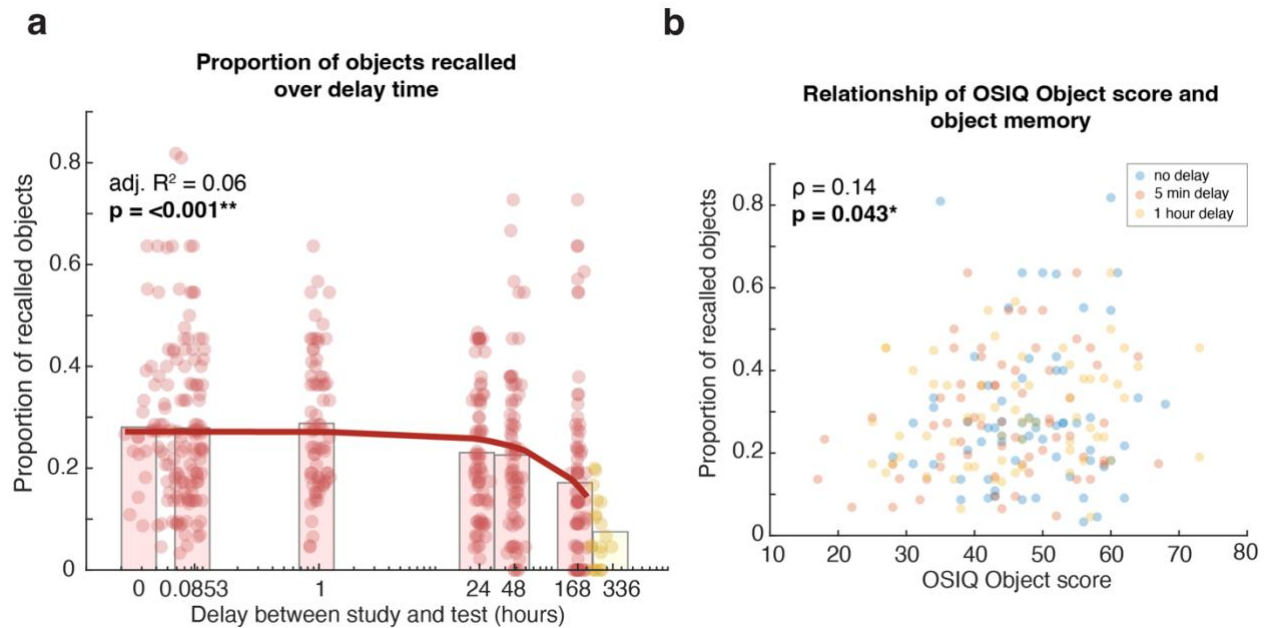 a
Proportion of objects recalled
over delay time
adj. R² = 0.06
p = <0.001**
Proportion of recalled objects
0.8
0.6
0.4
0.2
0
0 0.0853 1 24 48 168 336
Delay between study and test (hours)
b
Relationship of OSIQ Object score and
object memory
ρ = 0.14
p = 0.043*
no delay
5 min delay
1 hour delay
Proportion of recalled objects
0.8
0.6
0.4
0.2
0
10 20 30 40 50 60 70 80
OSIQ Object score